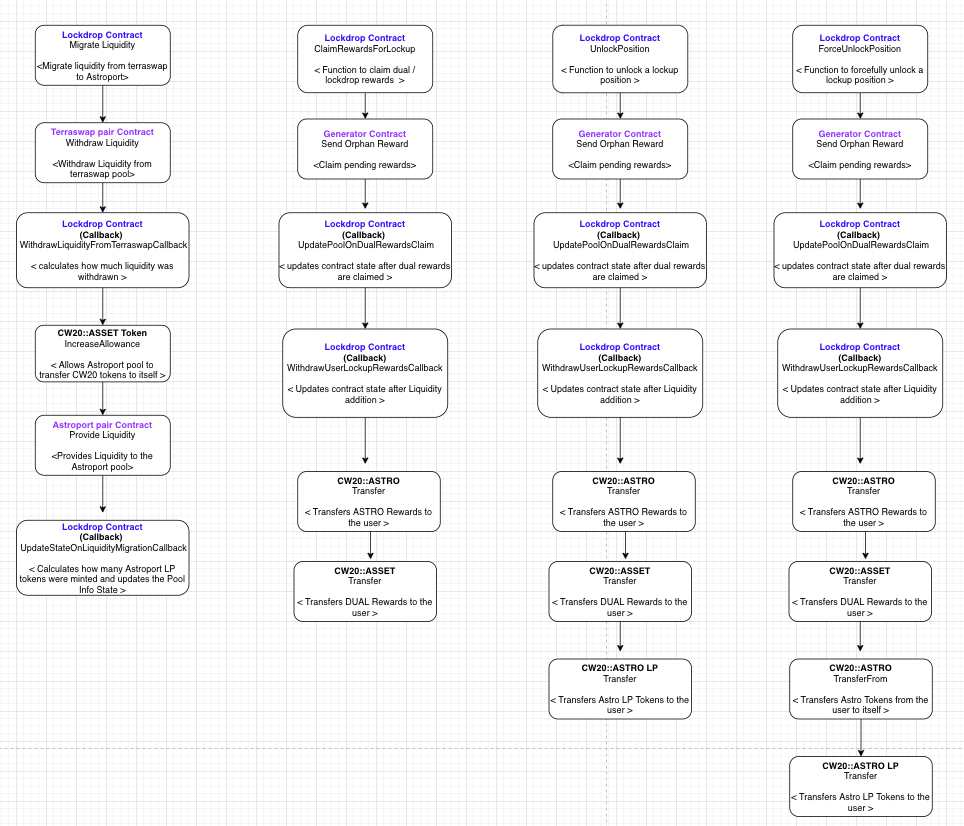 Lockdrop Contract
Migrate Liquidity
<Migrate liquidity from terraswap
to Astroport>
Terraswap pair Contract
Withdraw Liquidity
<Withdraw Liquidity from
terraswap pool>
Lockdrop Contract
(Callback)
WithdrawLiquidityFromTerraswapCallback
< calculates how much liquidity was
withdrawn >
CW20::ASSET Token
IncreaseAllowance
< Allows Astroport pool to
transfer CW20 tokens to itself >
Astroport pair Contract
Provide Liquidity
<Provides Liquidity to the
Astroport pool>
Lockdrop Contract
(Callback)
UpdateStateOnLiquidityMigrationCallback
< Calculates how many Astroport LP
tokens were minted and updates the Pool
Info State >
Lockdrop Contract
ClaimRewardsForLockup
< Function to claim dual /
lockdrop rewards  >
Generator Contract
Send Orphan Reward
<Claim pending rewards>
Lockdrop Contract
(Callback)
UpdatePoolOnDualRewardsClaim
< updates contract state after dual rewards
are claimed >
Lockdrop Contract
(Callback)
WithdrawUserLockupRewardsCallback
< Updates contract state after Liquidity
addition >
CW20::ASTRO
Transfer
< Transfers ASTRO Rewards to
the user >
CW20::ASSET
Transfer
< Transfers DUAL Rewards to the
user >
Lockdrop Contract
UnlockPosition
< Function to unlock a lockup
position >
Generator Contract
Send Orphan Reward
<Claim pending rewards>
Lockdrop Contract
(Callback)
UpdatePoolOnDualRewardsClaim
< updates contract state after dual rewards
are claimed >
Lockdrop Contract
(Callback)
WithdrawUserLockupRewardsCallback
< Updates contract state after Liquidity
addition >
CW20::ASTRO
Transfer
< Transfers ASTRO Rewards to
the user >
CW20::ASSET
Transfer
< Transfers DUAL Rewards to the
user >
CW20::ASTRO LP
Transfer
< Transfers Astro LP Tokens to the
user >
Lockdrop Contract
ForceUnlockPosition
< Function to forcefully unlock a
lockup position >
Generator Contract
Send Orphan Reward
<Claim pending rewards>
Lockdrop Contract
(Callback)
UpdatePoolOnDualRewardsClaim
< updates contract state after dual rewards
are claimed >
Lockdrop Contract
(Callback)
WithdrawUserLockupRewardsCallback
< Updates contract state after Liquidity
addition >
CW20::ASTRO
Transfer
< Transfers ASTRO Rewards to
the user >
CW20::ASSET
Transfer
< Transfers DUAL Rewards to the
user >
CW20::ASTRO
TransferFrom
< Transfers Astro Tokens from the
user to itself >
CW20::ASTRO LP
Transfer
< Transfers Astro LP Tokens to the
user >